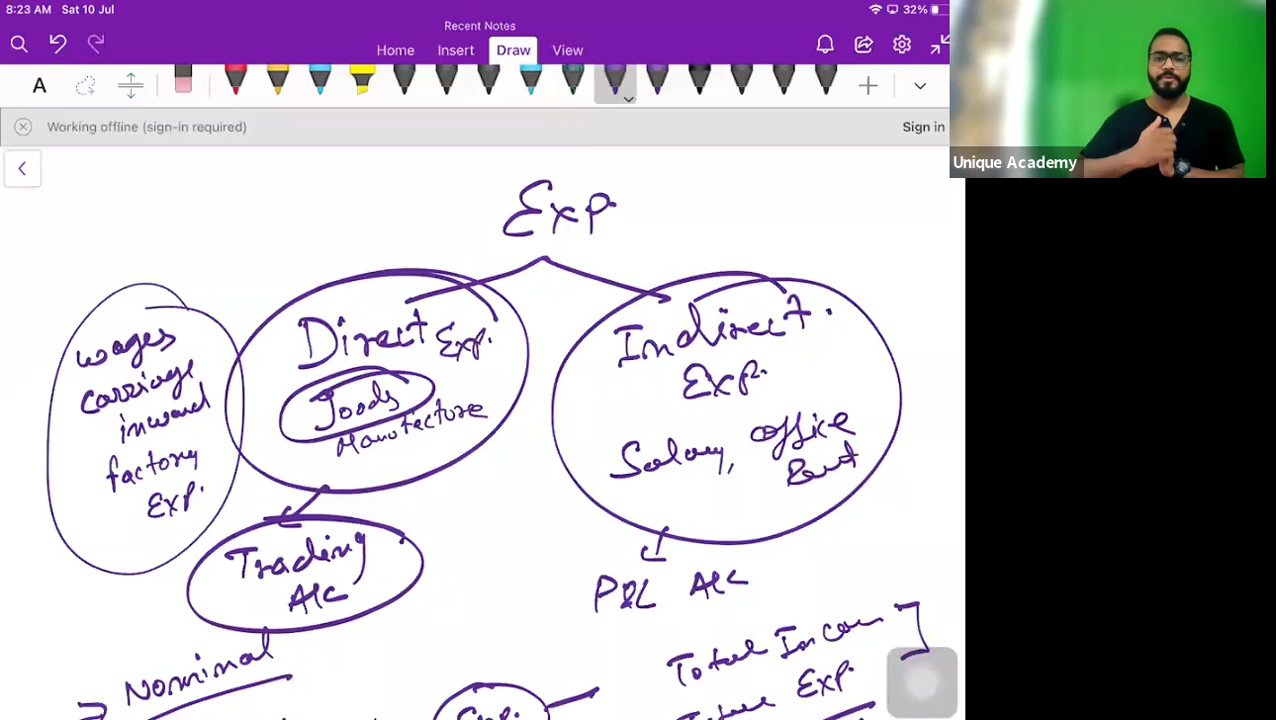 8:23 AM Sat 10 Jul
32%
Recent Notes
Home Insert Draw View
A
Working offline (sign-in required)
Sign in
Unique Academy
Exp.
Direct Exp.
Goods
Manufacture
wages
carriage
inward
factory
Exp.
Indirect
Exp.
Salary, office
Rent
Trading
A/c
P&L A/c
Nominal
Total Incom
Exp.
Exp.